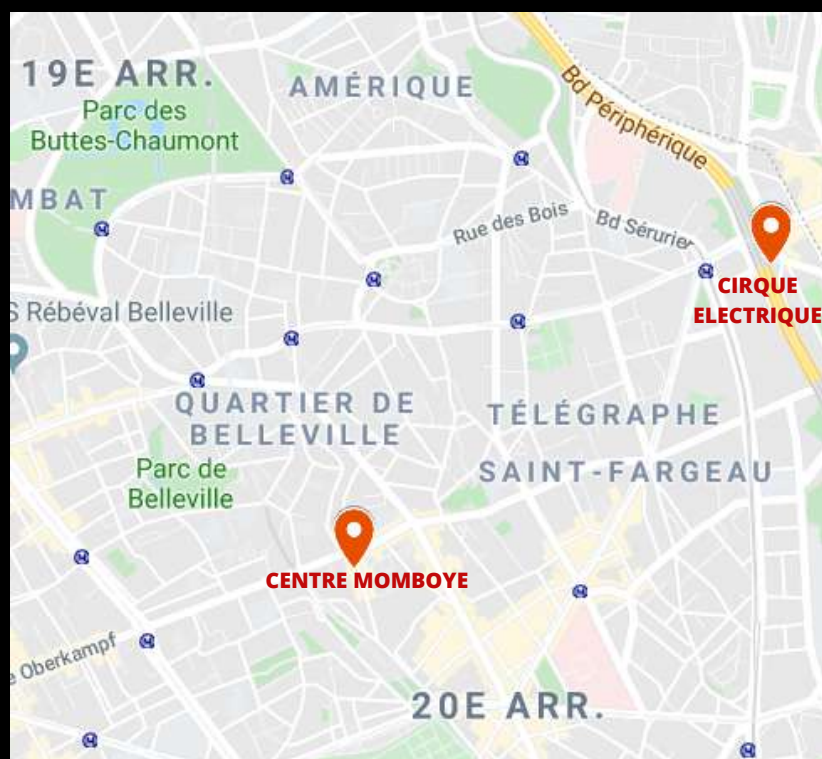 19E ARR.
AMÉRIQUE
Parc des
Buttes-Chaumont
Bd Périphérique
MBAT
Rue des Bois
Bd Sérurier
CIRQUE
ELECTRIQUE
S Rébéval Belleville
QUARTIER DE
BELLEVILLE
TÉLÉGRAPHE
SAINT-FARGEAU
Parc de
Belleville
CENTRE MOMBOYE
e Oberkampf
20E ARR.